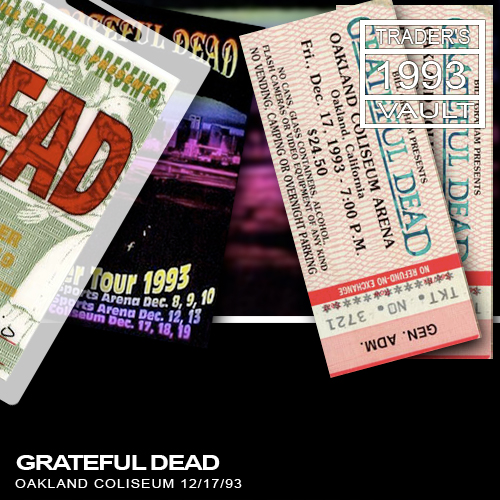 GRAHAM PRESENTS
EAD
GRATEFUL DEAD
er Tour 1993
Sports Arena Dec. 8, 9, 10
Sports Arena Dec. 12, 13
Coliseum Dec. 17, 18, 19
PRESENTS
GRATEFUL DEAD
OAKLAND COLISEUM ARENA
Oakland, California
Fri., Dec. 17, 1993 - 7:00 P.M.
$24.50
NO CANS, GLASS CONTAINERS, ALCOHOL,
FLASH CAMERAS OR VIDEO EQUIPMENT OF ANY KIND
NO VENDING, CAMPING OR OVERNIGHT PARKING
NO REFUND-NO EXCHANGE
TKT. NO
3721
GEN. ADM.
TRADER'S
1993
VAULT
GRATEFUL DEAD
OAKLAND COLISEUM 12/17/93